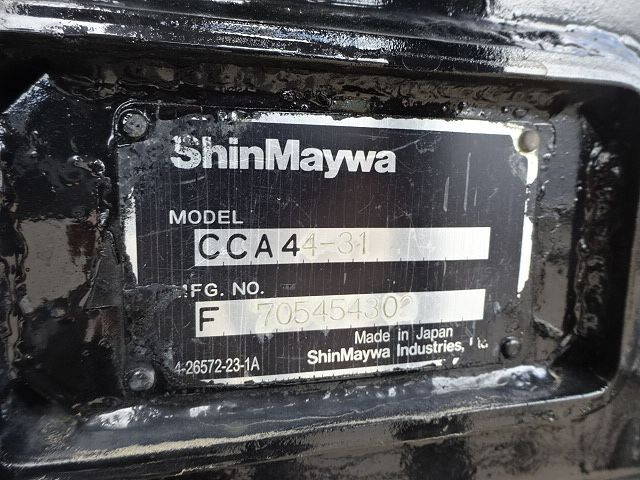 ShinMaywa
MODEL
CCA44-31
MFG. NO.
F 705454302
Made in Japan
4-26572-23-1A
ShinMaywa Industries, Ltd.